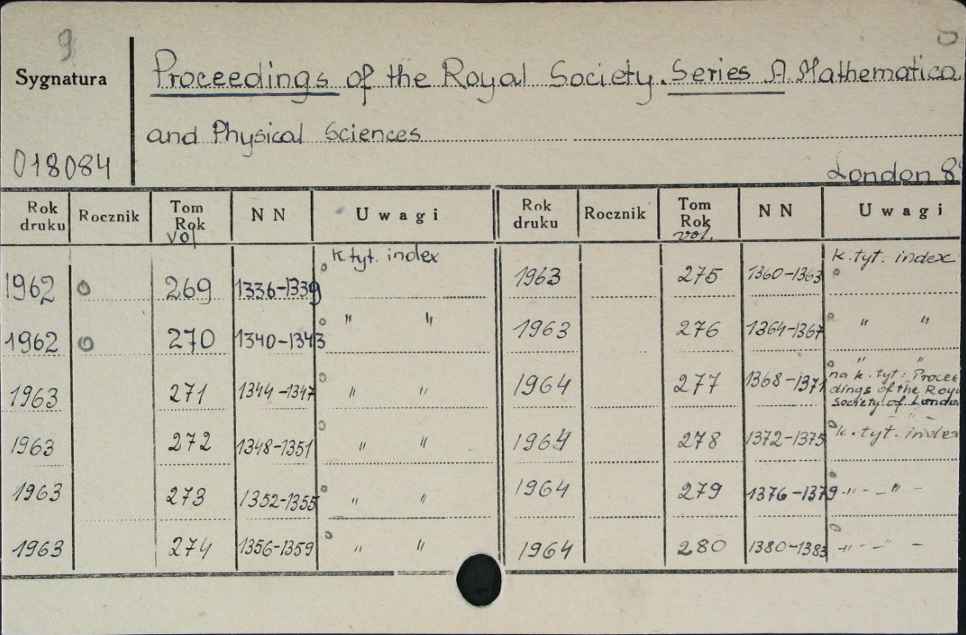 9
Sygnatura
Proceedings of the Royal Society. Series A Mathematica
and Physical Sciences
018084
London 8°
Rok druku Rocznik Tom Rok vol N N Uwagi Rok druku Rocznik Tom Rok vol. N N Uwagi
1962 o 269 1336-1339 o k.tyt. index 1963 275 1360-1363 o k.tyt. index
1962 o 270 1340-1343 o " " 1963 276 1364-1367 o " "
1963 271 1344-1347 o " " 1964 277 1368-1371 o " "
na k.tyt: Procee
dings of the Roya
Society of London
1963 272 1348-1351 o " " 1964 278 1372-1375 o k.tyt. index
1963 273 1352-1355 o " " 1964 279 1376-1379 o -"- -"-
1963 274 1356-1359 o " " 1964 280 1380-1383 o -"- -"-